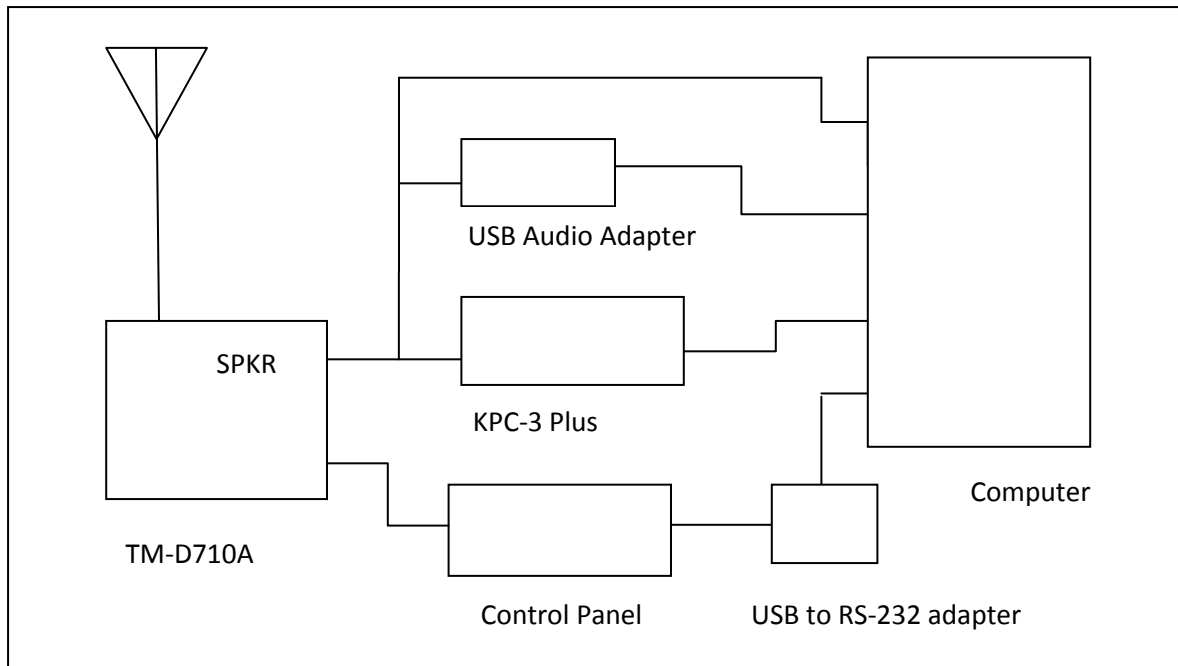 USB Audio Adapter
SPKR
KPC-3 Plus
Computer
TM-D710A
Control Panel
USB to RS-232 adapter